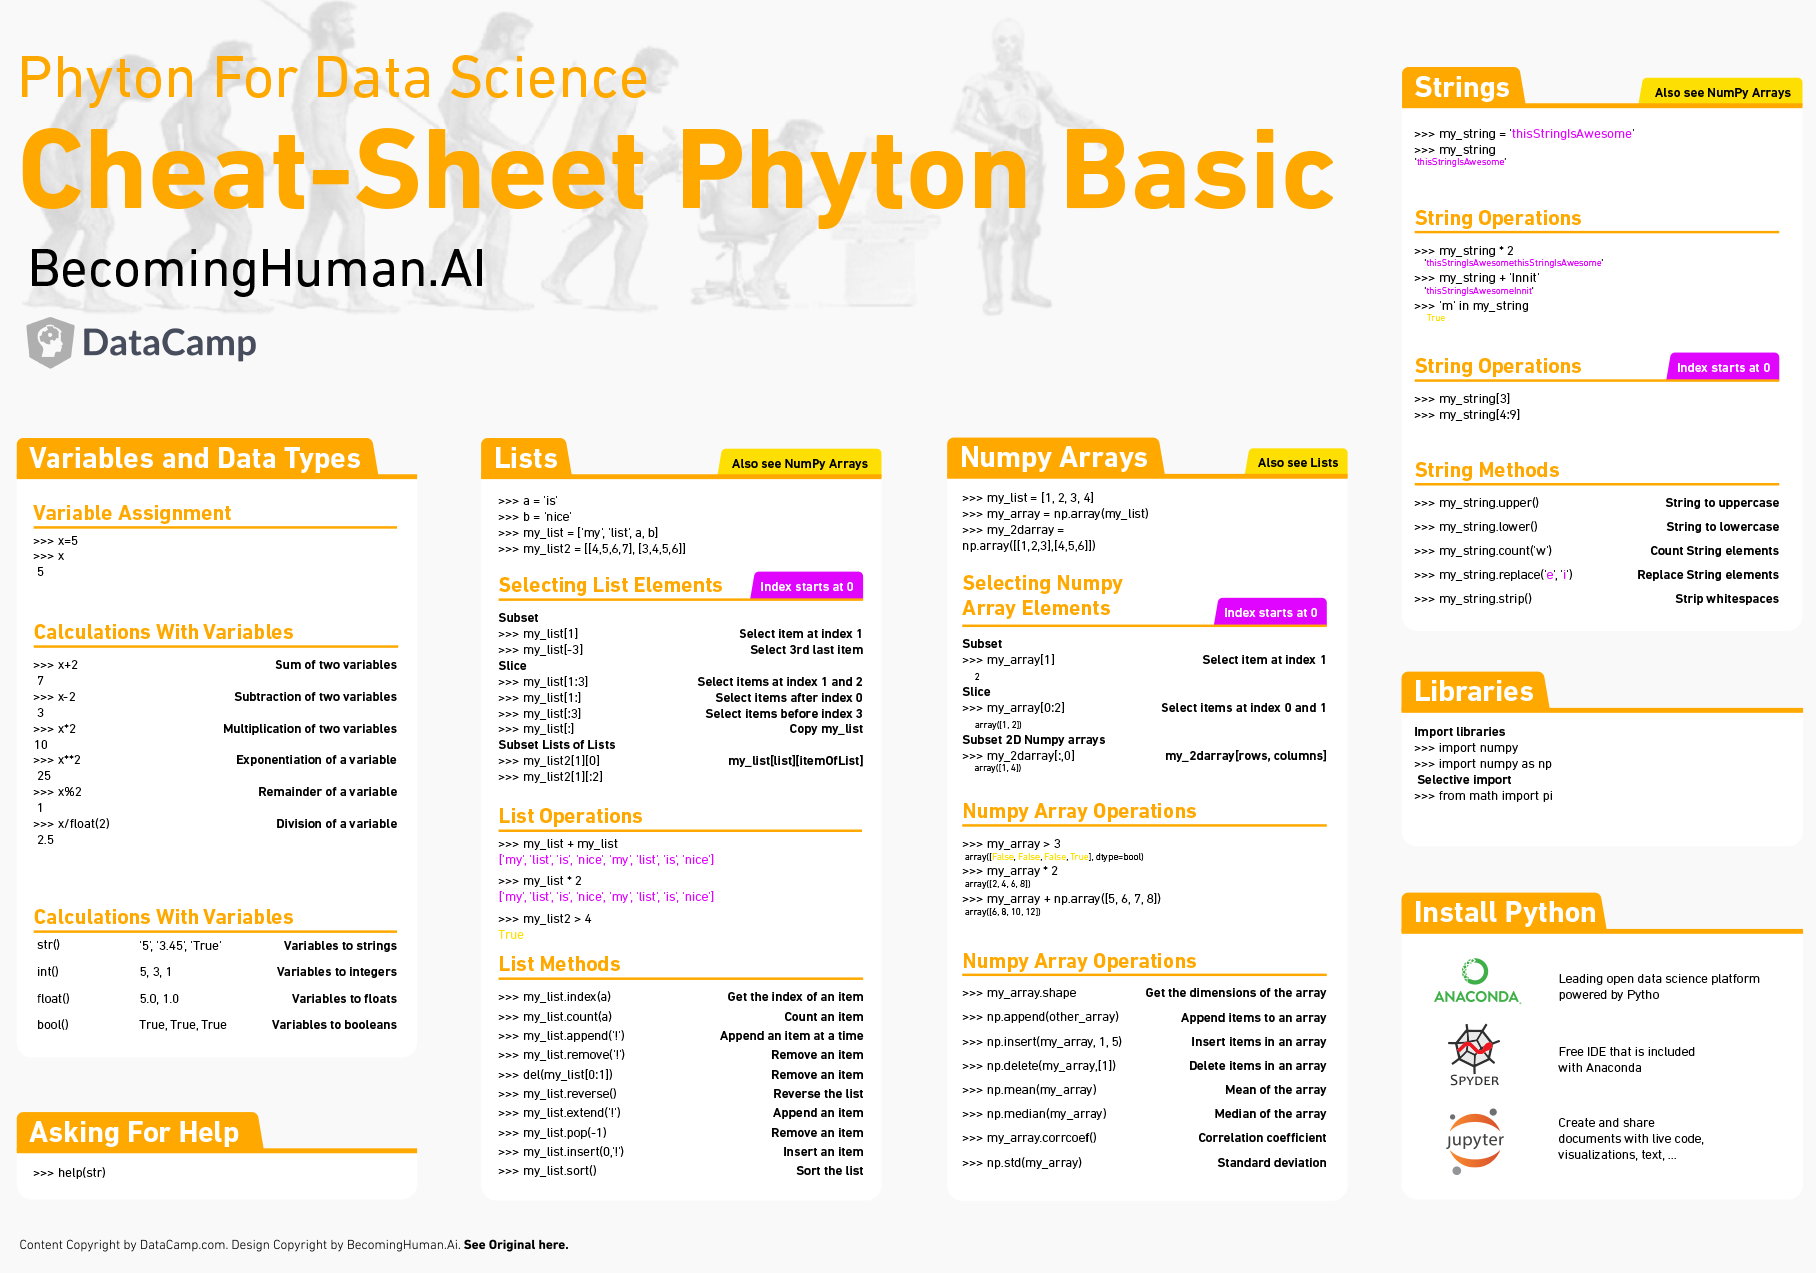 Phyton For Data Science
Cheat-Sheet Phyton Basic
BecomingHuman.AI
DataCamp
Variables and Data Types
Variable Assignment
>>> x=5
>>> x
5
Calculations With Variables
>>> x+2 Sum of two variables
7
>>> x-2 Subtraction of two variables
3
>>> x*2 Multiplication of two variables
10
>>> x**2 Exponentiation of a variable
25
>>> x%2 Remainder of a variable
1
>>> x/float(2) Division of a variable
2.5
Calculations With Variables
str() '5', '3.45', 'True' Variables to strings
int() 5, 3, 1 Variables to integers
float() 5.0, 1.0 Variables to floats
bool() True, True, True Variables to booleans
Asking For Help
>>> help(str)
Lists
Also see NumPy Arrays
>>> a = 'is'
>>> b = 'nice'
>>> my_list = ['my', 'list', a, b]
>>> my_list2 = [[4,5,6,7], [3,4,5,6]]
Selecting List Elements
Index starts at 0
Subset
>>> my_list[1] Select item at index 1
>>> my_list[-3] Select 3rd last item
Slice
>>> my_list[1:3] Select items at index 1 and 2
>>> my_list[1:] Select items after index 0
>>> my_list[:3] Select items before index 3
>>> my_list[:] Copy my_list
Subset Lists of Lists
>>> my_list2[1][0] my_list[list][itemOfList]
>>> my_list2[1][:2]
List Operations
>>> my_list + my_list
['my', 'list', 'is', 'nice', 'my', 'list', 'is', 'nice']
>>> my_list * 2
['my', 'list', 'is', 'nice', 'my', 'list', 'is', 'nice']
>>> my_list2 > 4
True
List Methods
>>> my_list.index(a) Get the index of an item
>>> my_list.count(a) Count an item
>>> my_list.append('!') Append an item at a time
>>> my_list.remove('!') Remove an item
>>> del(my_list[0:1]) Remove an item
>>> my_list.reverse() Reverse the list
>>> my_list.extend('!') Append an item
>>> my_list.pop(-1) Remove an item
>>> my_list.insert(0,'!') Insert an item
>>> my_list.sort() Sort the list
Numpy Arrays
Also see Lists
>>> my_list = [1, 2, 3, 4]
>>> my_array = np.array(my_list)
>>> my_2darray =
np.array([[1,2,3],[4,5,6]])
Selecting Numpy
Array Elements
Index starts at 0
Subset
>>> my_array[1] Select item at index 1
2
Slice
>>> my_array[0:2] Select items at index 0 and 1
array([1, 2])
Subset 2D Numpy arrays
>>> my_2darray[:,0] my_2darray[rows, columns]
array([1, 4])
Numpy Array Operations
>>> my_array > 3
array([False, False, False, True], dtype=bool)
>>> my_array * 2
array([2, 4, 6, 8])
>>> my_array + np.array([5, 6, 7, 8])
array([6, 8, 10, 12])
Numpy Array Operations
>>> my_array.shape Get the dimensions of the array
>>> np.append(other_array) Append items to an array
>>> np.insert(my_array, 1, 5) Insert items in an array
>>> np.delete(my_array,[1]) Delete items in an array
>>> np.mean(my_array) Mean of the array
>>> np.median(my_array) Median of the array
>>> my_array.corrcoef() Correlation coefficient
>>> np.std(my_array) Standard deviation
Strings
Also see NumPy Arrays
>>> my_string = 'thisStringIsAwesome'
>>> my_string
'thisStringIsAwesome'
String Operations
>>> my_string * 2
'thisStringIsAwesomethisStringIsAwesome'
>>> my_string + 'Innit'
'thisStringIsAwesomeInnit'
>>> 'm' in my_string
True
String Operations
Index starts at 0
>>> my_string[3]
>>> my_string[4:9]
String Methods
>>> my_string.upper() String to uppercase
>>> my_string.lower() String to lowercase
>>> my_string.count('w') Count String elements
>>> my_string.replace('e', 'i') Replace String elements
>>> my_string.strip() Strip whitespaces
Libraries
Import libraries
>>> import numpy
>>> import numpy as np
Selective import
>>> from math import pi
Install Python
ANACONDA
Leading open data science platform
powered by Pytho
SPYDER
Free IDE that is included
with Anaconda
jupyter
Create and share
documents with live code,
visualizations, text, ...
Content Copyright by DataCamp.com. Design Copyright by BecomingHuman.Ai. See Original here.